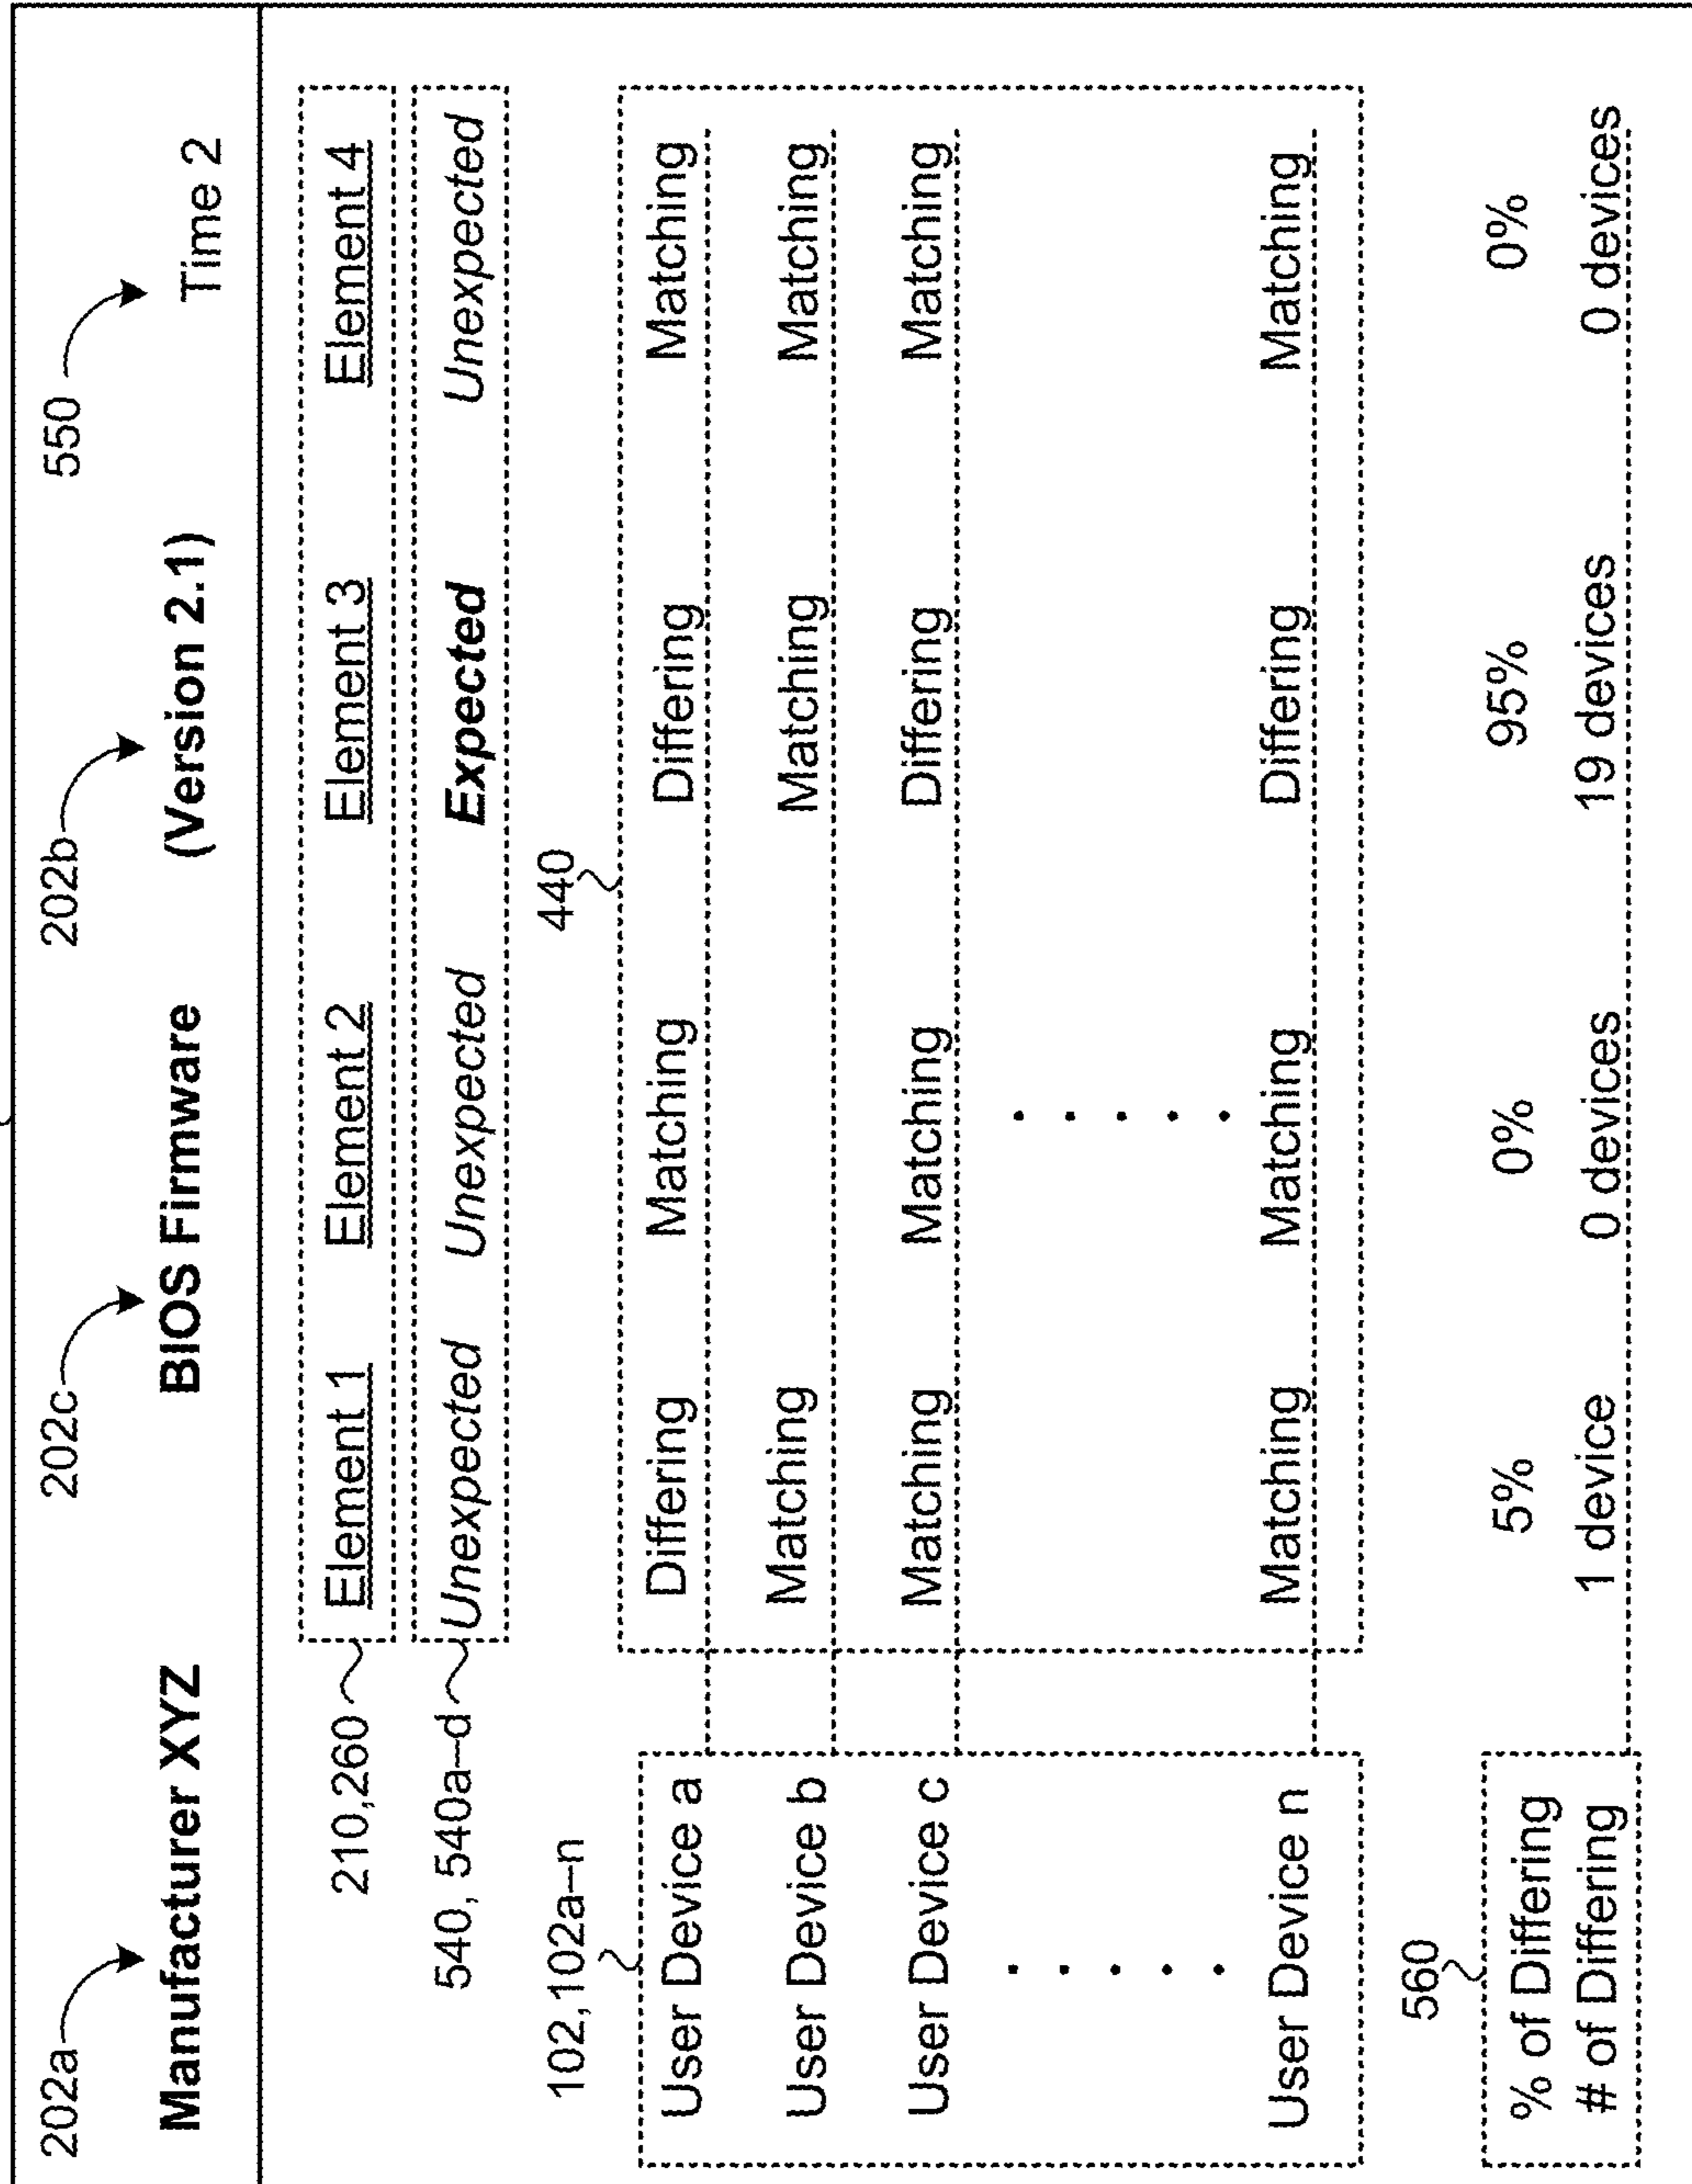 202a 202c 202b 550
Manufacturer XYZ BIOS Firmware (Version 2.1) Time 2
210,260 Element 1 Element 2 Element 3 Element 4
540, 540a–d Unexpected Unexpected Expected Unexpected
102,102a–n 440
User Device a Differing Matching Differing Matching
User Device b Matching Matching Matching
User Device c Matching Matching Differing Matching
User Device n Matching Matching Differing Matching
560
% of Differing 5% 0% 95% 0%
# of Differing 1 device 0 devices 19 devices 0 devices